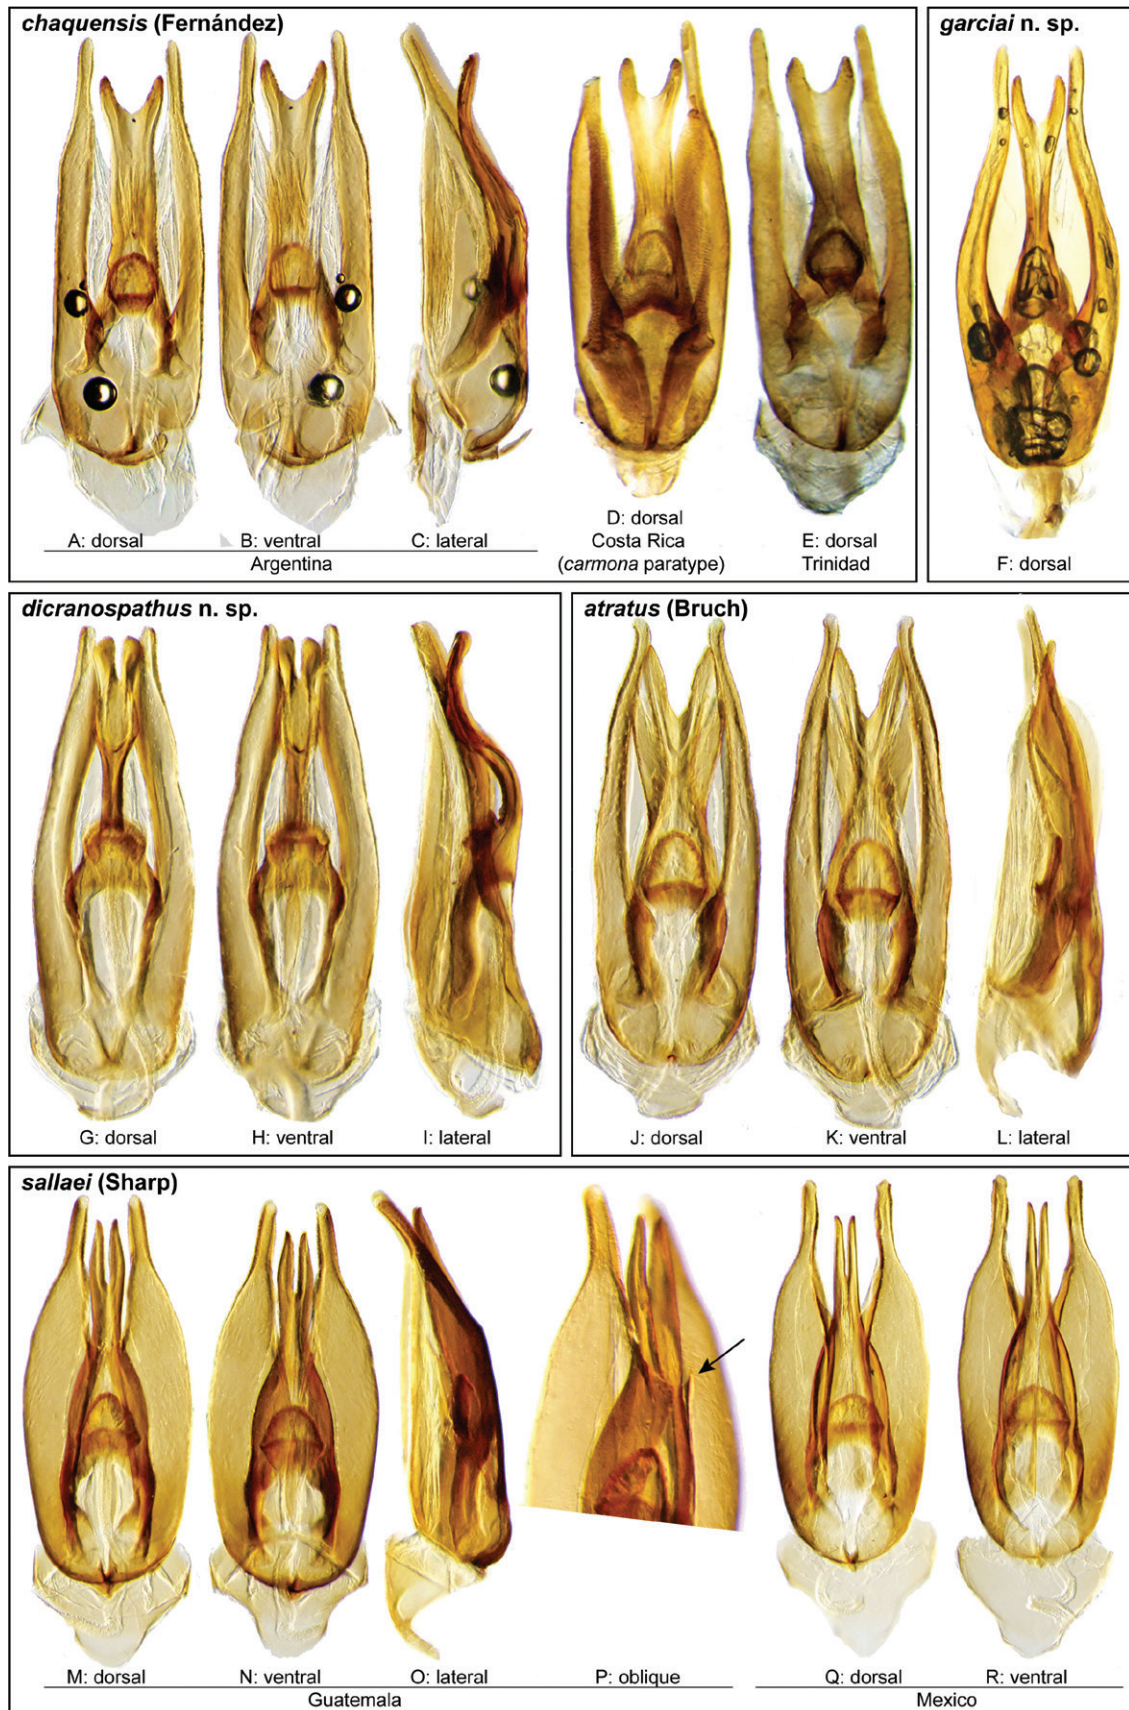 chaquensis (Fernández)
garciai n. sp.
A: dorsal
B: ventral
C: lateral
Argentina
D: dorsal
Costa Rica
(carmona paratype)
E: dorsal
Trinidad
F: dorsal
dicranospathus n. sp.
atratus (Bruch)
G: dorsal
H: ventral
I: lateral
J: dorsal
K: ventral
L: lateral
sallaei (Sharp)
M: dorsal
N: ventral
O: lateral
P: oblique
Guatemala
Q: dorsal
R: ventral
Mexico